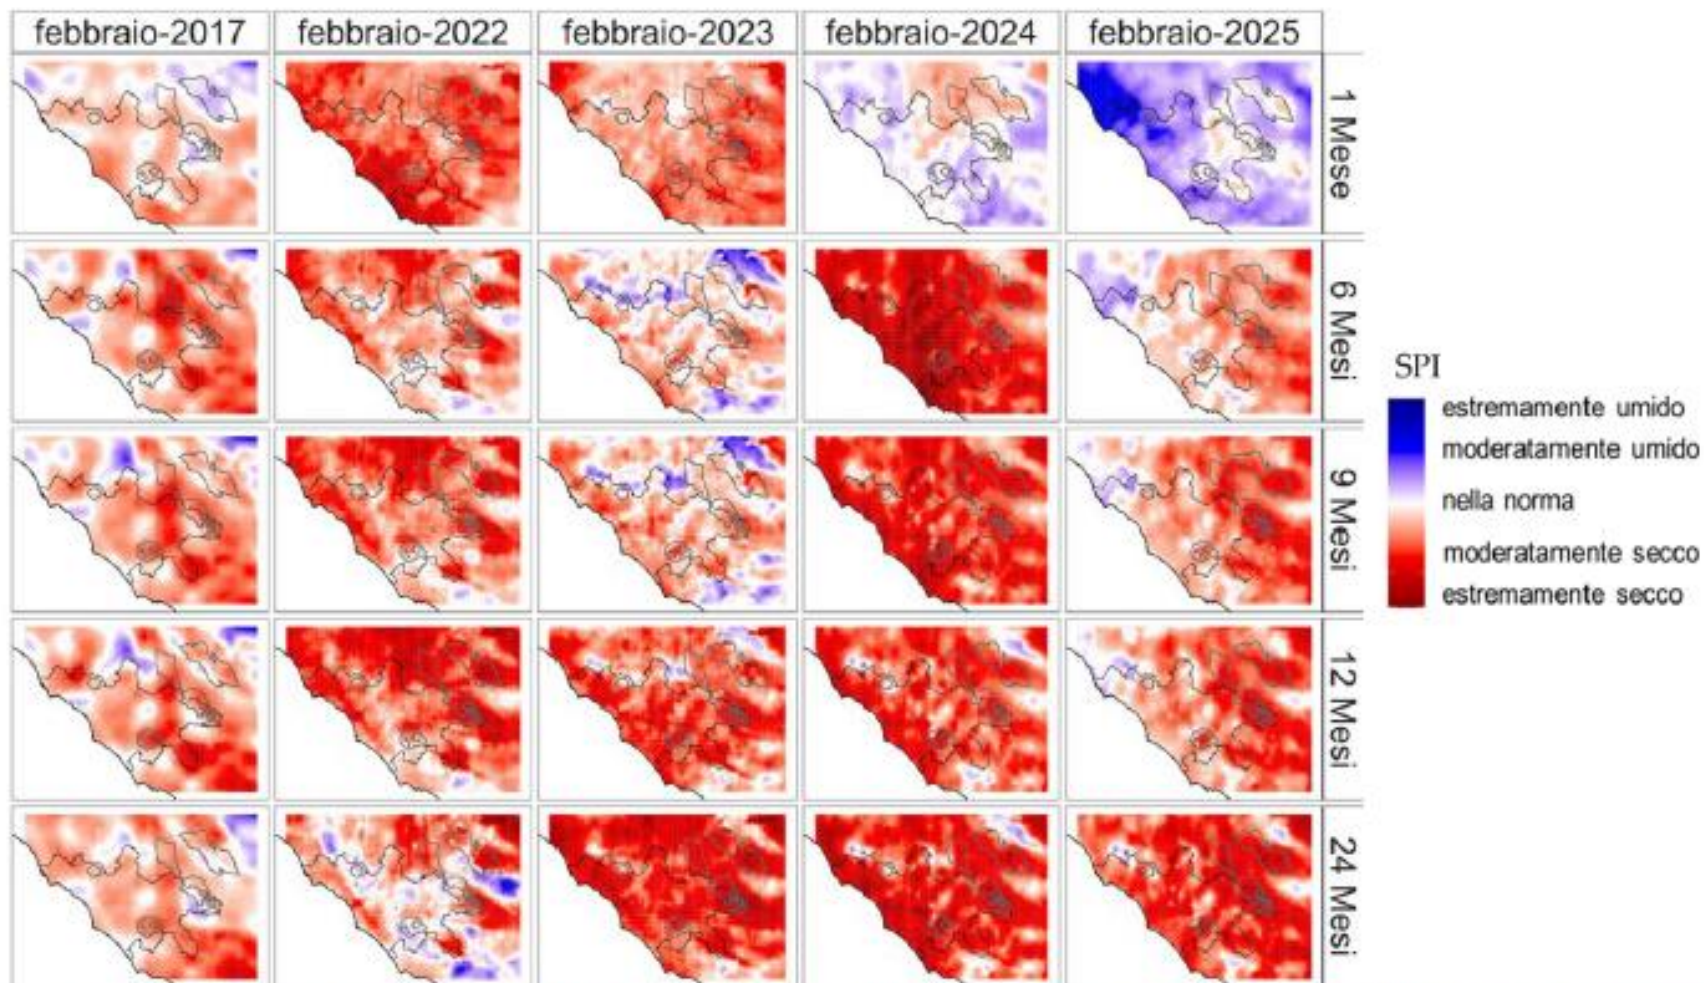 febbraio-2017 febbraio-2022 febbraio-2023 febbraio-2024 febbraio-2025
1 Mese
6 Mesi
9 Mesi
12 Mesi
24 Mesi
SPI
estremamente umido
moderatamente umido
nella norma
moderatamente secco
estremamente secco